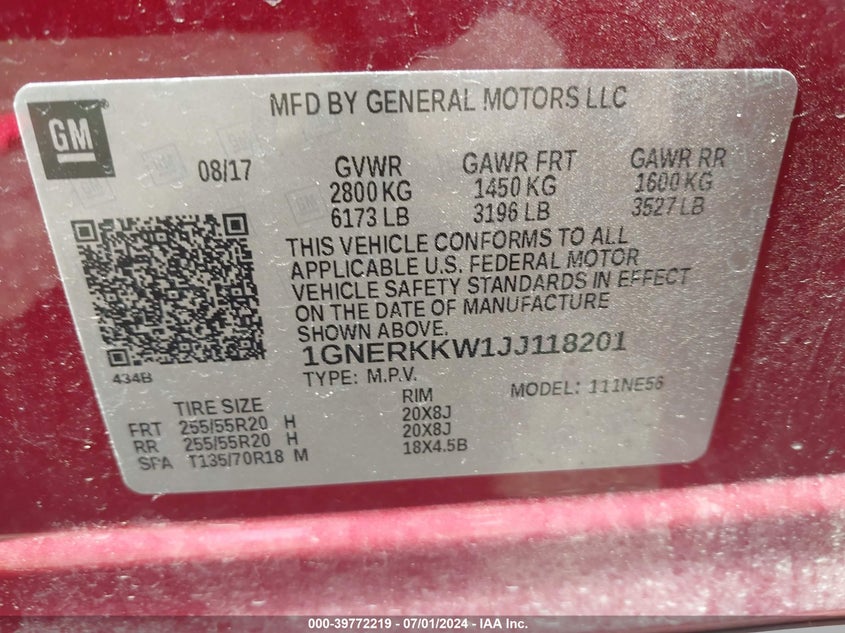 MFD BY GENERAL MOTORS LLC
GM
08/17
GVWR GAWR FRT GAWR RR
2800 KG 1450 KG 1600 KG
6173 LB 3196 LB 3527 LB
THIS VEHICLE CONFORMS TO ALL
APPLICABLE U.S. FEDERAL MOTOR
VEHICLE SAFETY STANDARDS IN EFFECT
ON THE DATE OF MANUFACTURE
SHOWN ABOVE.
1GNERKKW1JJ118201
434B
TYPE: M.P.V. MODEL: 111NE56
TIRE SIZE RIM
FRT 255/55R20 H 20X8J
RR 255/55R20 H 20X8J
SPA T135/70R18 M 18X4.5B
000-39772219 - 07/01/2024 - IAA Inc.